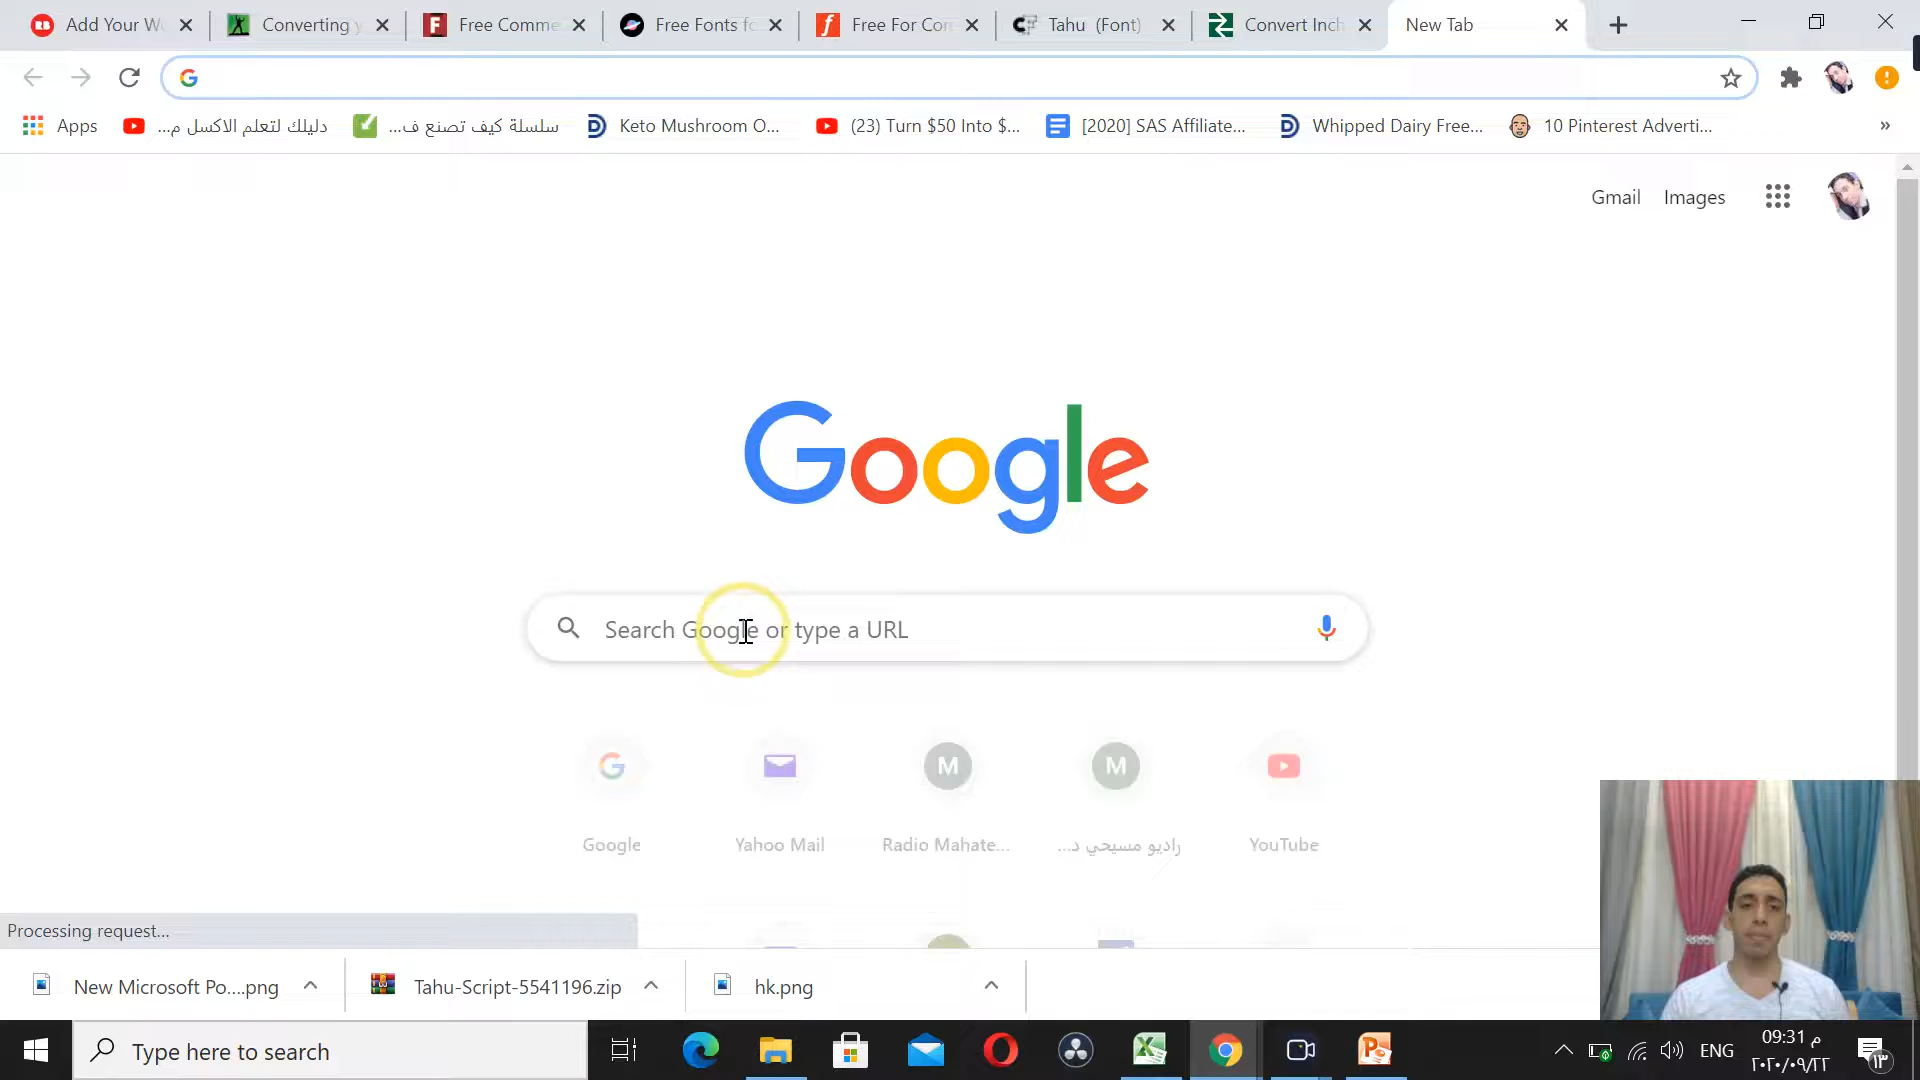 Add Your W
Converting y
Free Comme
Free Fonts fo
Free For Con
Tahu (Font)
Convert Inch
New Tab
Apps
دليلك لتعلم الاكسل م...
سلسلة كيف تصنع ف...
Keto Mushroom O...
(23) Turn $50 Into $...
[2020] SAS Affiliate...
Whipped Dairy Free...
10 Pinterest Adverti...
»
Gmail
Images
Google
Search Google or type a URL
M
M
Google
Yahoo Mail
Radio Mahate...
راديو مسيحي د...
YouTube
Processing request...
New Microsoft Po....png
Tahu-Script-5541196.zip
hk.png
Type here to search
ENG
09:31 م
٢٠٢٠/٠٩/٢٢
١٣